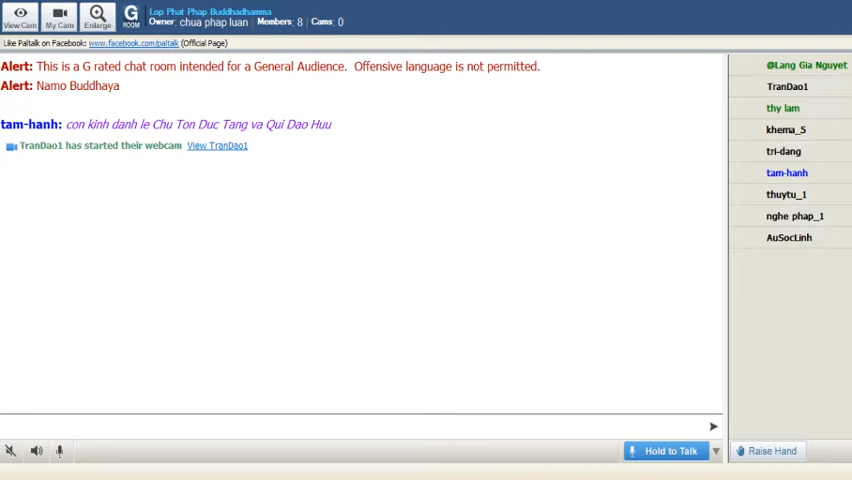 Lop Phat Phap Buddhadhamma
Owner: chua phap luan Members: 8 Cams: 0
View Cam My Cam Enlarge G ROOM
Like Paltalk on Facebook: www.facebook.com/paltalk (Official Page)
Alert: This is a G rated chat room intended for a General Audience. Offensive language is not permitted.
Alert: Namo Buddhaya
tam-hanh: con kinh danh le Chu Ton Duc Tang va Qui Dao Huu
TranDao1 has started their webcam View TranDao1
@Lang Gia Nguyet
TranDao1
thy lam
khema_5
tri-dang
tam-hanh
thuytu_1
nghe phap_1
AuSocLinh
Hold to Talk
Raise Hand